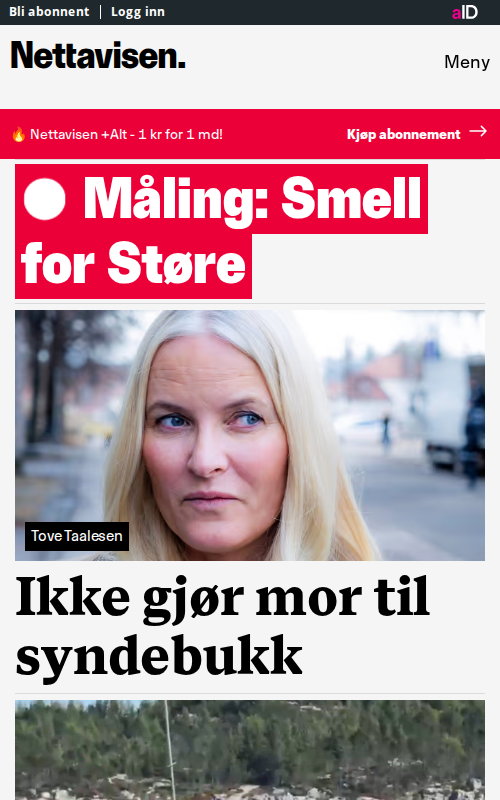 Bli abonnent | Logg inn
aID
Nettavisen.
Meny
🔥 Nettavisen +Alt - 1 kr for 1 md!
Kjøp abonnement →
Måling: Smell
for Støre
Tove Taalesen
Ikke gjør mor til
syndebukk